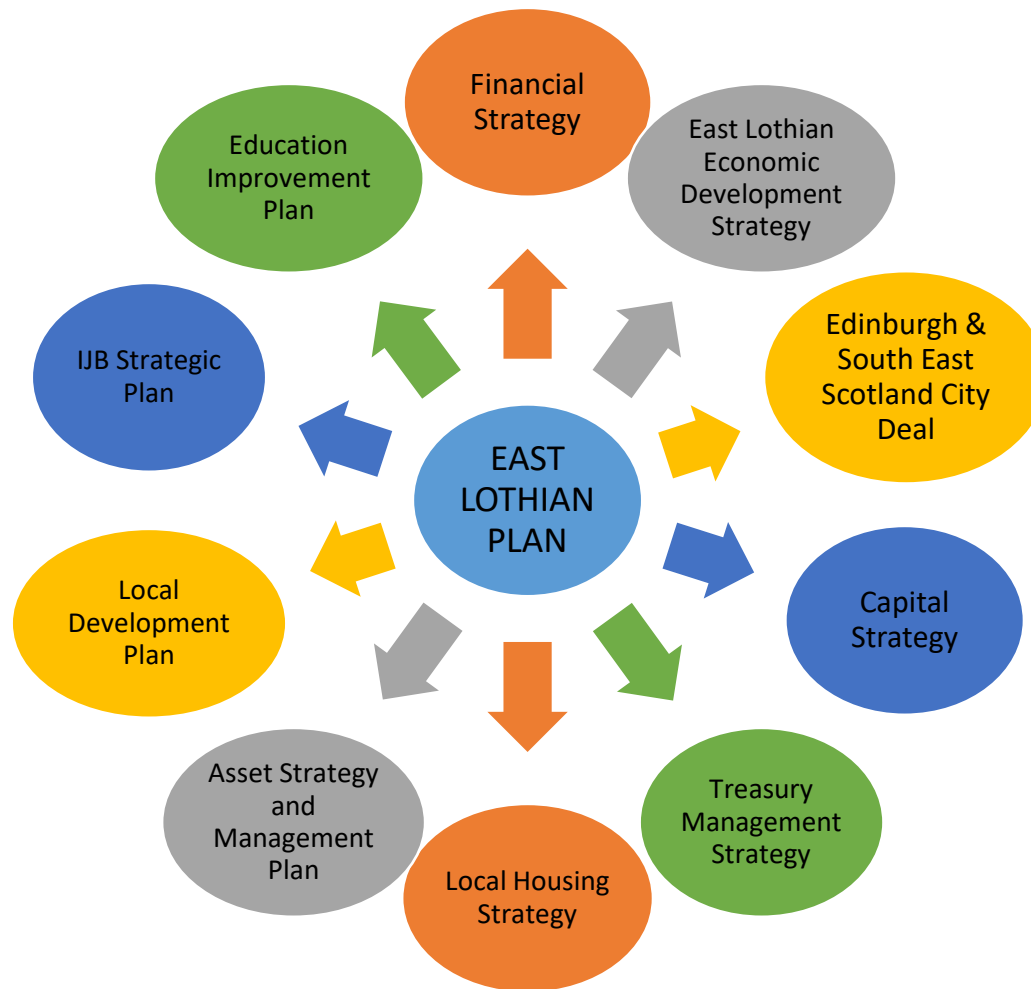 Financial
Strategy
East Lothian
Economic
Development
Strategy
Edinburgh &
South East
Scotland City
Deal
Capital
Strategy
Treasury
Management
Strategy
Local Housing
Strategy
Asset Strategy
and
Management
Plan
Local
Development
Plan
IJB Strategic
Plan
Education
Improvement
Plan
EAST
LOTHIAN
PLAN